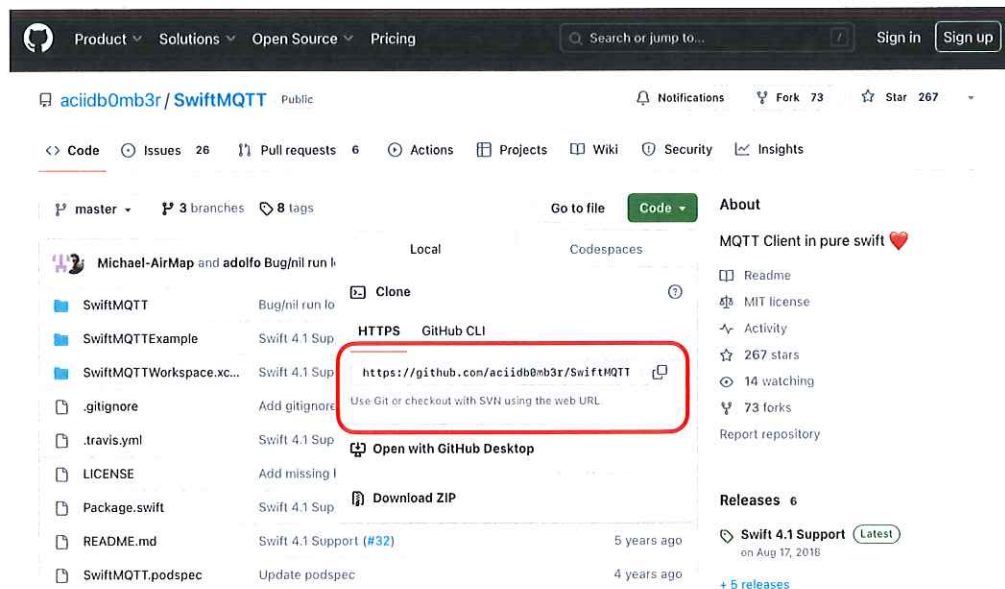 Product Solutions Open Source Pricing Search or jump to... / Sign in Sign up
aciidb0mb3r / SwiftMQTT Public Notifications Fork 73 Star 267
Code Issues 26 Pull requests 6 Actions Projects Wiki Security Insights
master 3 branches 8 tags Go to file Code
Local Codespaces
Michael-AirMap and adolfo Bug/nil run l
Clone
SwiftMQTT Bug/nil run lo
HTTPS GitHub CLI
SwiftMQTTExample Swift 4.1 Sup
https://github.com/aciidb0mb3r/SwiftMQTT
SwiftMQTTWorkspace.xc... Swift 4.1 Sup
Use Git or checkout with SVN using the web URL.
.gitignore Add gitignore
.travis.yml Swift 4.1 Sup
Open with GitHub Desktop
LICENSE Add missing
Download ZIP
Package.swift Swift 4.1 Sup
README.md Swift 4.1 Support (#32) 5 years ago
SwiftMQTT.podspec Update podspec 4 years ago
About
MQTT Client in pure swift ❤️
Readme
MIT license
Activity
267 stars
14 watching
73 forks
Report repository
Releases 6
Swift 4.1 Support Latest
on Aug 17, 2018
+ 5 releases